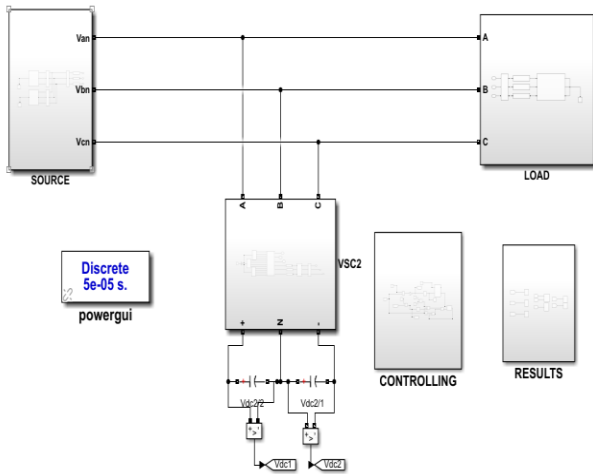 Van
Vbn
Vcn
SOURCE
A
B
C
LOAD
A
B
C
VSC2
+
N
-
Discrete
5e-05 s.
powergui
CONTROLLING
RESULTS
Vdc2/2
Vdc2/1
Vdc1
Vdc2